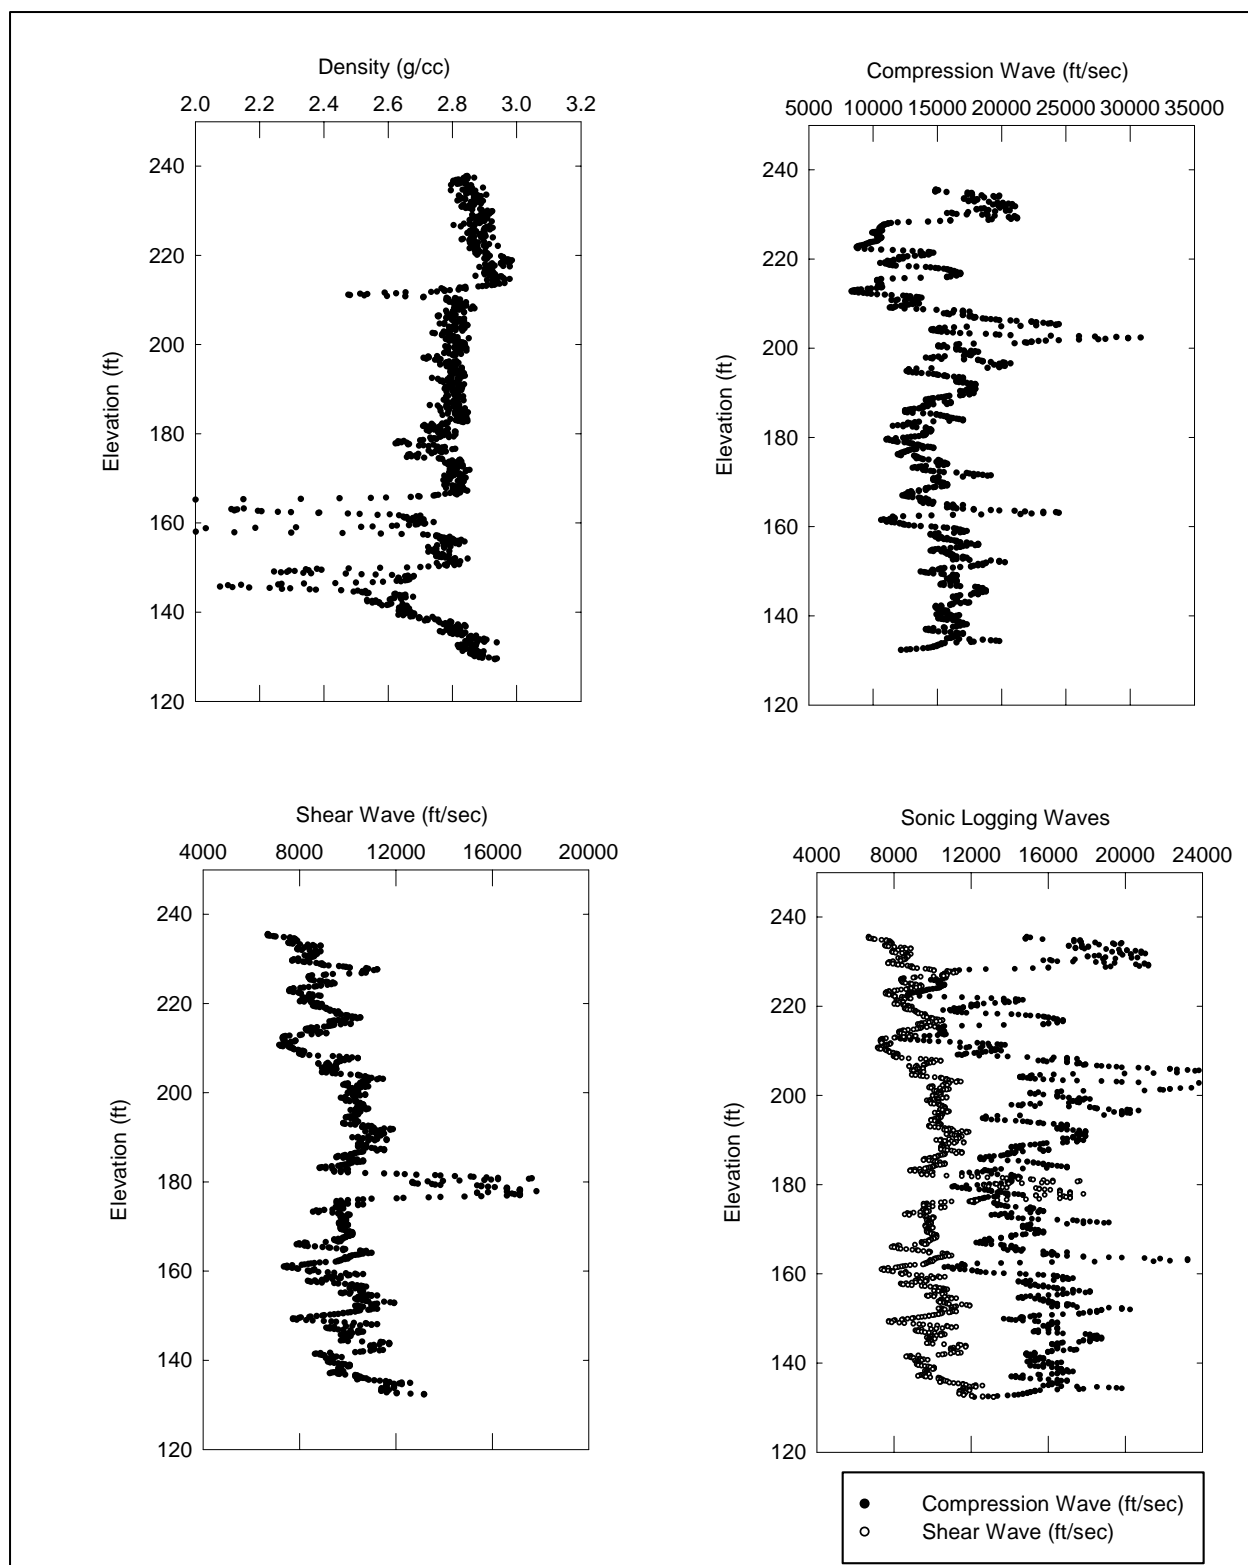 Density (g/cc)
2.0 2.2 2.4 2.6 2.8 3.0 3.2
Elevation (ft)
240
220
200
180
160
140
120
Compression Wave (ft/sec)
5000 10000 15000 20000 25000 30000 35000
Elevation (ft)
240
220
200
180
160
140
120
Shear Wave (ft/sec)
4000 8000 12000 16000 20000
Elevation (ft)
240
220
200
180
160
140
120
Sonic Logging Waves
4000 8000 12000 16000 20000 24000
Elevation (ft)
240
220
200
180
160
140
120
Compression Wave (ft/sec)
Shear Wave (ft/sec)